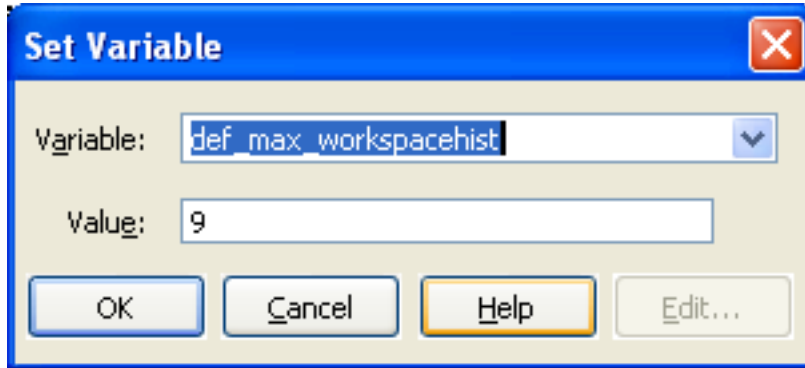 Set Variable
Variable: def_max_workspacehist
Value: 9
OK Cancel Help Edit...